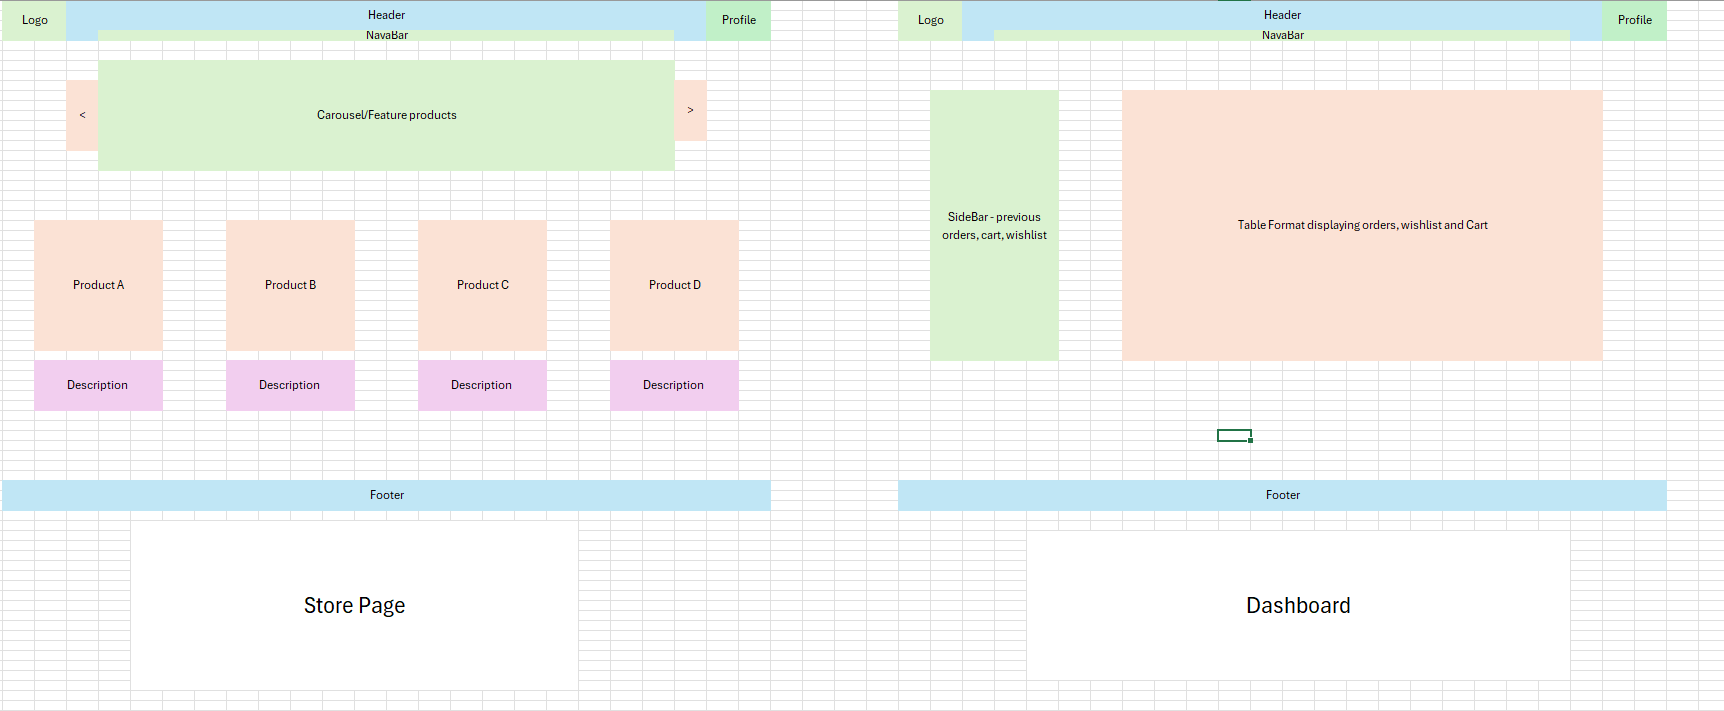 Logo
Header
Profile
NavaBar
<
Carousel/Feature products
>
Product A
Product B
Product C
Product D
Description
Description
Description
Description
Footer
Store Page
Logo
Header
Profile
NavaBar
SideBar - previous
orders, cart, wishlist
Table Format displaying orders, wishlist and Cart
Footer
Dashboard